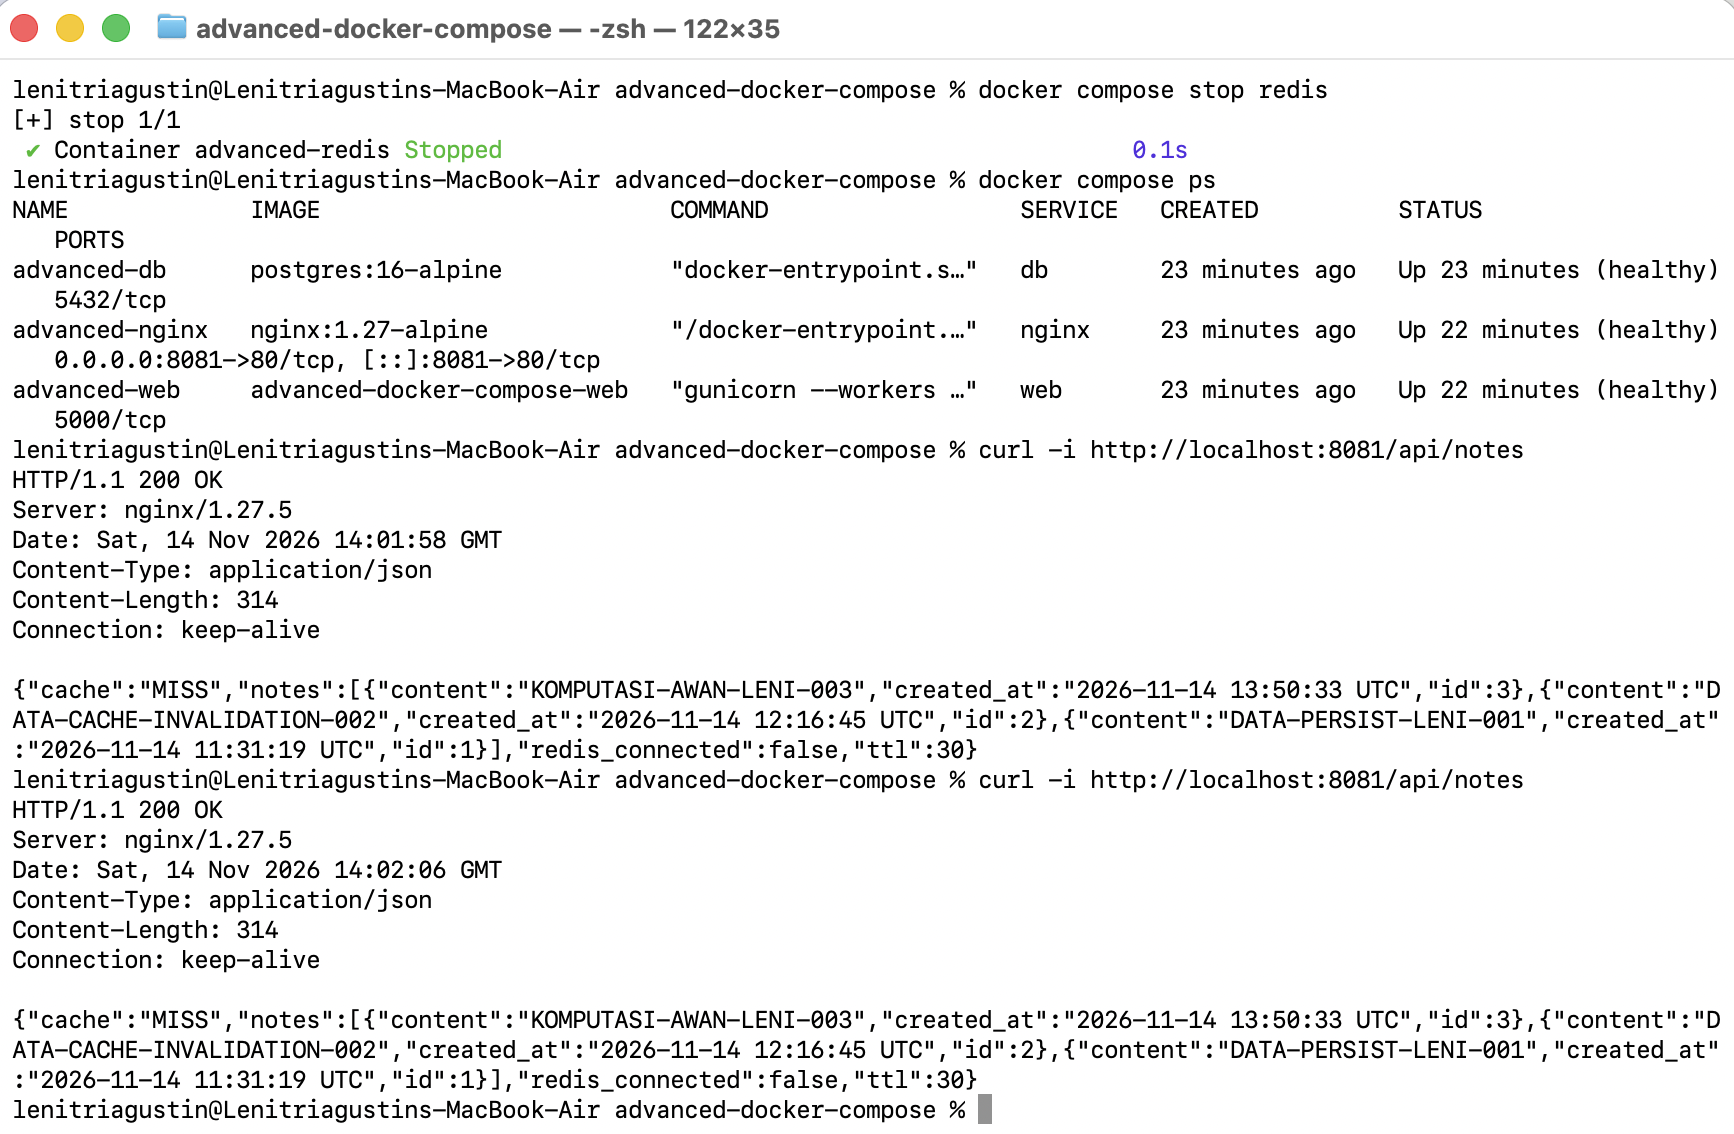 advanced-docker-compose — -zsh — 122×35
lenitriagustin@Lenitriagustins-MacBook-Air advanced-docker-compose % docker compose stop redis
[+] stop 1/1
✔ Container advanced-redis Stopped 0.1s
lenitriagustin@Lenitriagustins-MacBook-Air advanced-docker-compose % docker compose ps
NAME IMAGE COMMAND SERVICE CREATED STATUS
PORTS
advanced-db postgres:16-alpine "docker-entrypoint.s…" db 23 minutes ago Up 23 minutes (healthy)
5432/tcp
advanced-nginx nginx:1.27-alpine "/docker-entrypoint.…" nginx 23 minutes ago Up 22 minutes (healthy)
0.0.0.0:8081->80/tcp, [::]:8081->80/tcp
advanced-web advanced-docker-compose-web "gunicorn --workers …" web 23 minutes ago Up 22 minutes (healthy)
5000/tcp
lenitriagustin@Lenitriagustins-MacBook-Air advanced-docker-compose % curl -i http://localhost:8081/api/notes
HTTP/1.1 200 OK
Server: nginx/1.27.5
Date: Sat, 14 Nov 2026 14:01:58 GMT
Content-Type: application/json
Content-Length: 314
Connection: keep-alive
{"cache":"MISS","notes":[{"content":"KOMPUTASI-AWAN-LENI-003","created_at":"2026-11-14 13:50:33 UTC","id":3},{"content":"D
ATA-CACHE-INVALIDATION-002","created_at":"2026-11-14 12:16:45 UTC","id":2},{"content":"DATA-PERSIST-LENI-001","created_at"
:"2026-11-14 11:31:19 UTC","id":1}],"redis_connected":false,"ttl":30}
lenitriagustin@Lenitriagustins-MacBook-Air advanced-docker-compose % curl -i http://localhost:8081/api/notes
HTTP/1.1 200 OK
Server: nginx/1.27.5
Date: Sat, 14 Nov 2026 14:02:06 GMT
Content-Type: application/json
Content-Length: 314
Connection: keep-alive
{"cache":"MISS","notes":[{"content":"KOMPUTASI-AWAN-LENI-003","created_at":"2026-11-14 13:50:33 UTC","id":3},{"content":"D
ATA-CACHE-INVALIDATION-002","created_at":"2026-11-14 12:16:45 UTC","id":2},{"content":"DATA-PERSIST-LENI-001","created_at"
:"2026-11-14 11:31:19 UTC","id":1}],"redis_connected":false,"ttl":30}
lenitriagustin@Lenitriagustins-MacBook-Air advanced-docker-compose %